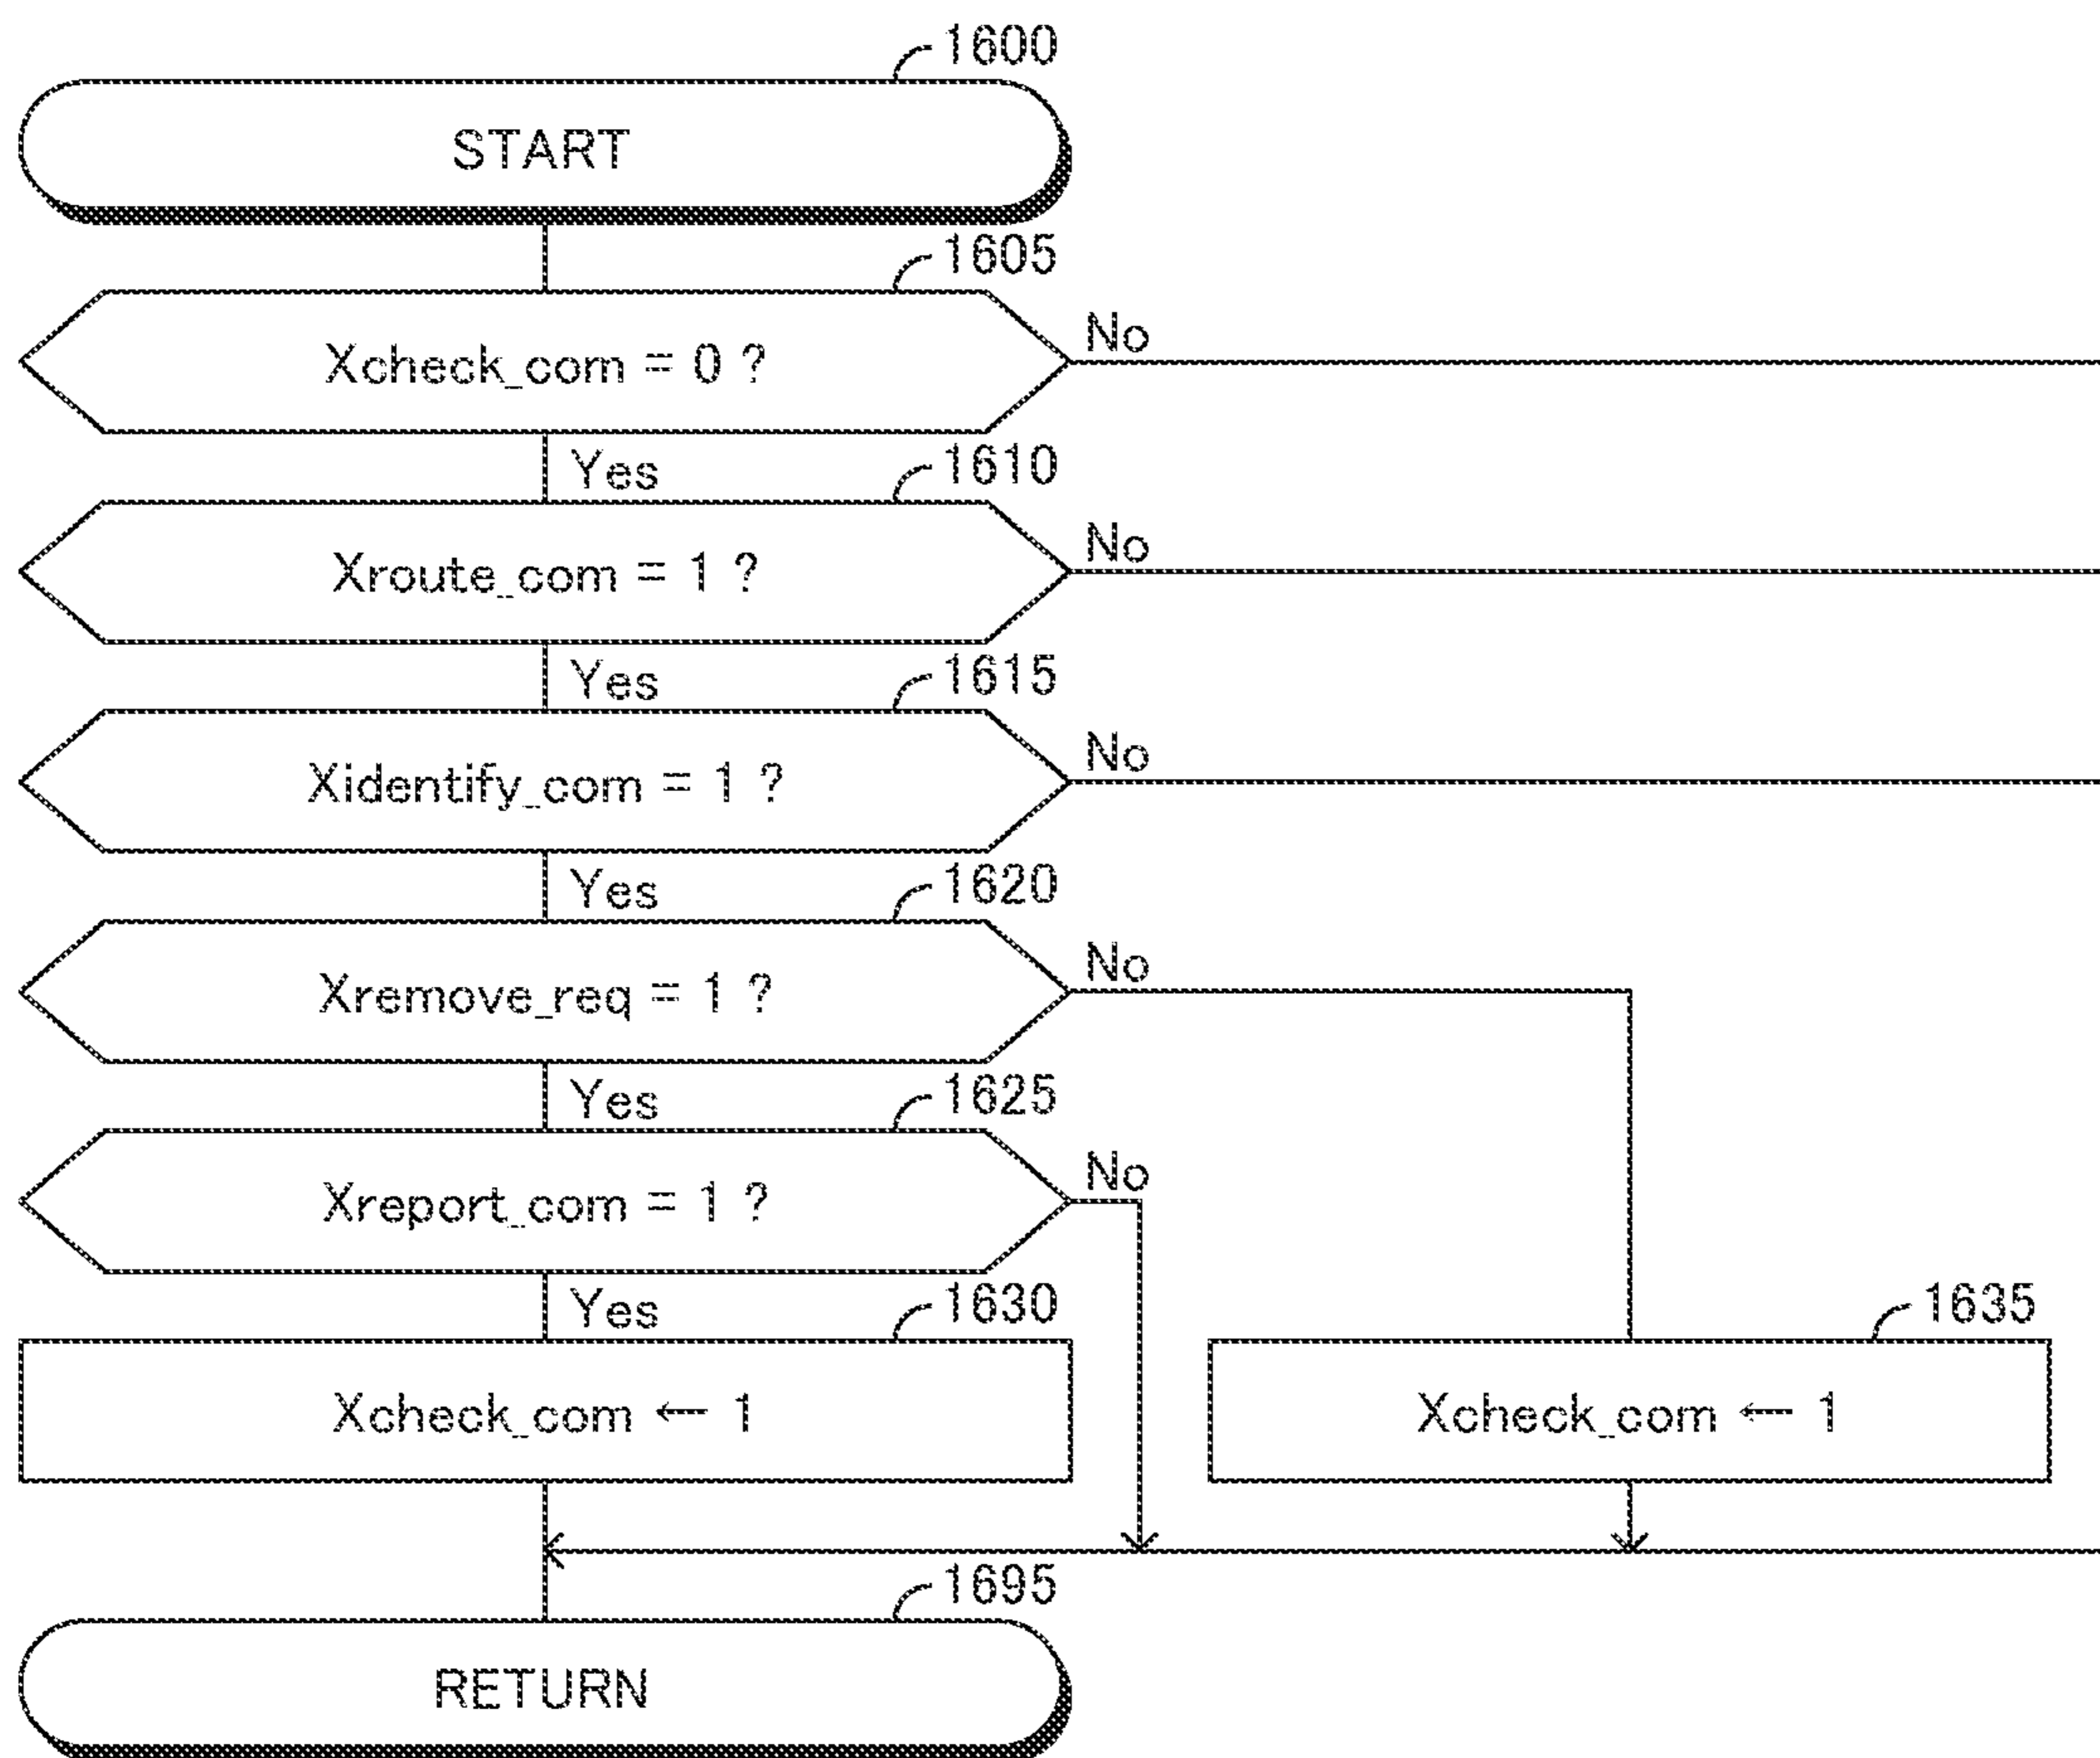 1600
START
1605
Xcheck_com = 0 ?
No
Yes
1610
Xroute_com = 1 ?
No
Yes
1615
Xidentify_com = 1 ?
No
Yes
1620
Xremove_req = 1 ?
No
Yes
1625
Xreport_com = 1 ?
No
Yes
1630
Xcheck_com ← 1
1635
Xcheck_com ← 1
1695
RETURN